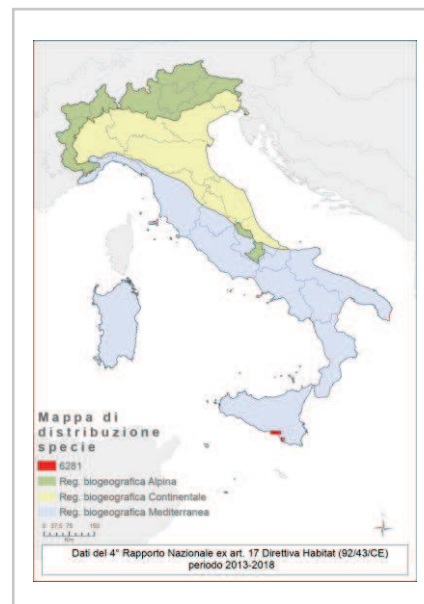 Mappa di
distribuzione
specie
6281
Reg. biogeografica Alpina
Reg. biogeografica Continentale
Reg. biogeografica Mediterranea
0 37,5 75 150
Km
Dati del 4° Rapporto Nazionale ex art. 17 Direttiva Habitat (92/43/CE)
periodo 2013-2018